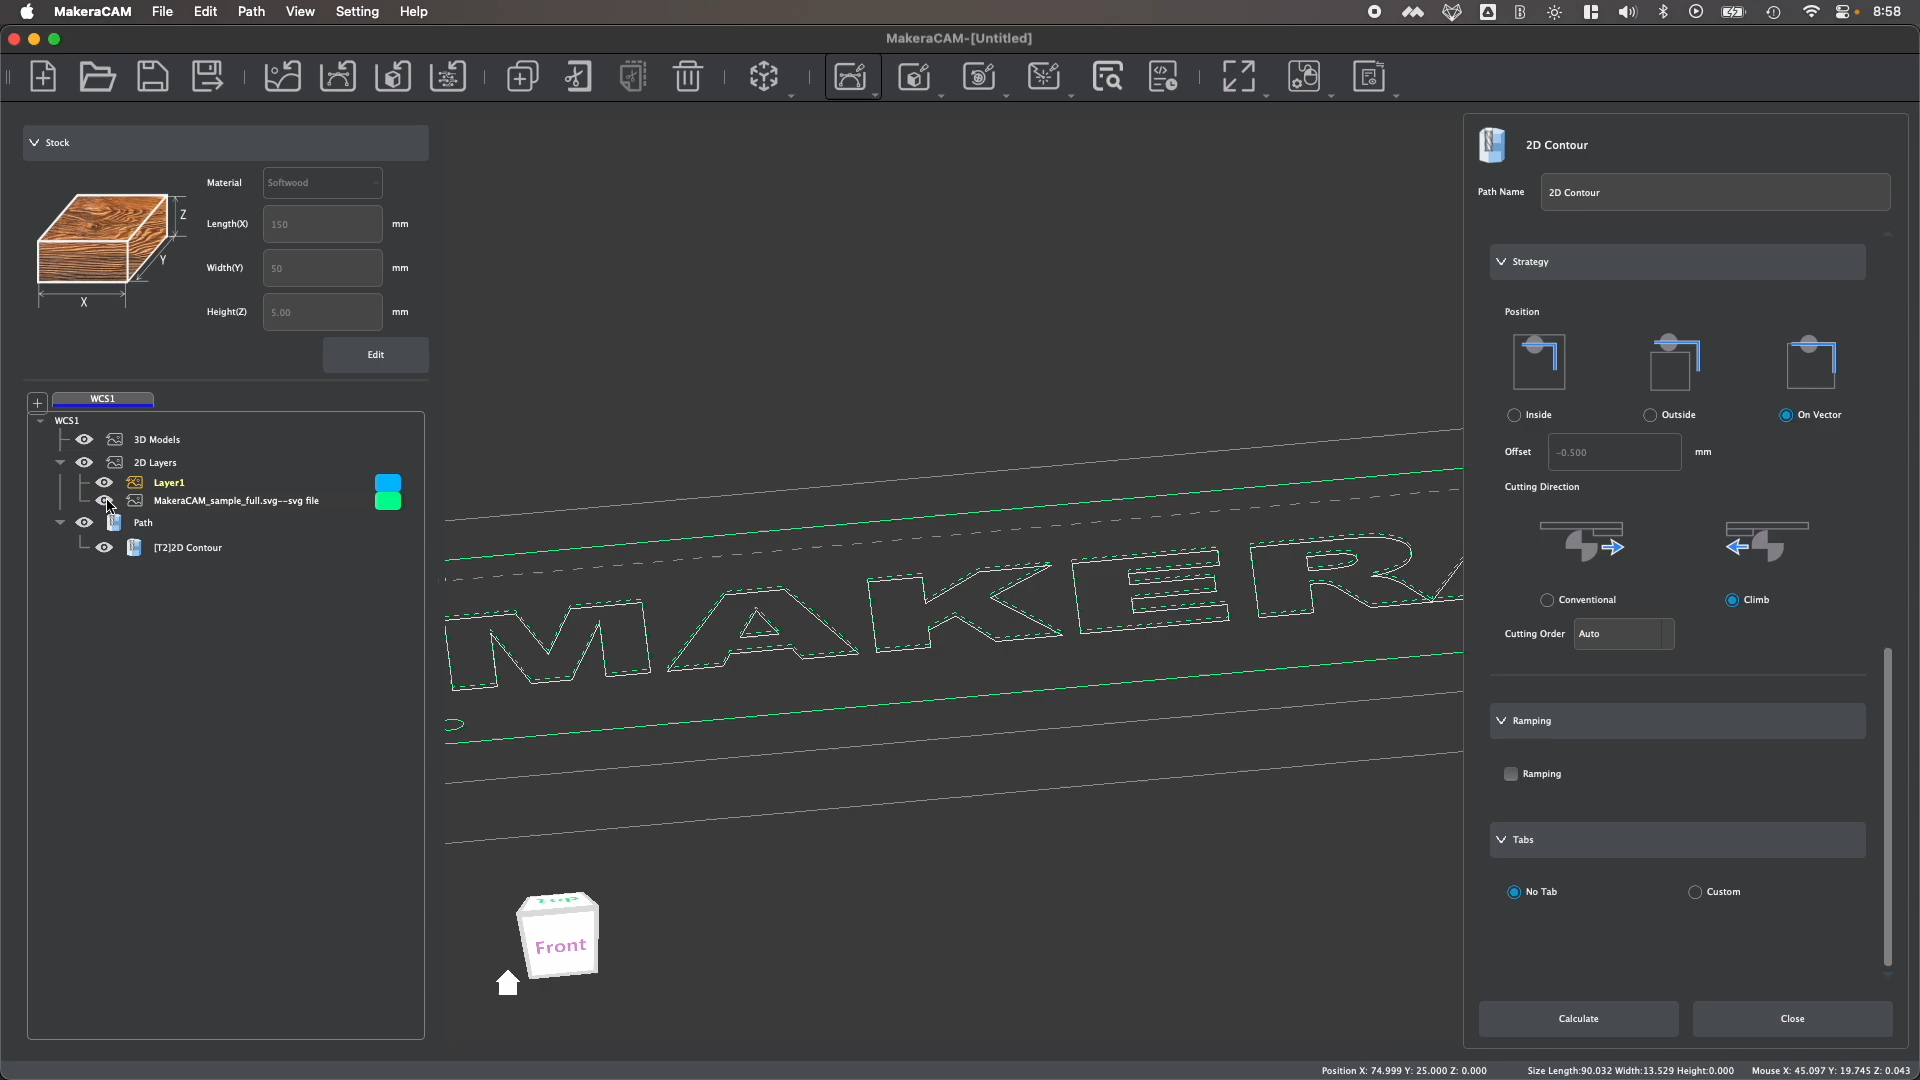 MakeraCAM File Edit Path View Setting Help
8:58
MakeraCAM-[Untitled]
Stock
Material Softwood
Z
Length(X) 150 mm
Y
Width(Y) 50 mm
X
Height(Z) 5.00 mm
Edit
+ WCS1
WCS1
3D Models
2D Layers
Layer1
MakeraCAM_sample_full.svg--svg file
Path
[T2]2D Contour
MAKERA
Top
Front
2D Contour
Path Name 2D Contour
Strategy
Position
Inside Outside On Vector
Offset -0.500 mm
Cutting Direction
Conventional Climb
Cutting Order Auto
Ramping
Ramping
Tabs
No Tab Custom
Calculate Close
Position X: 74.999 Y: 25.000 Z: 0.000 Size Length:90.032 Width:13.529 Height:0.000 Mouse X: 45.097 Y: 19.745 Z: 0.043